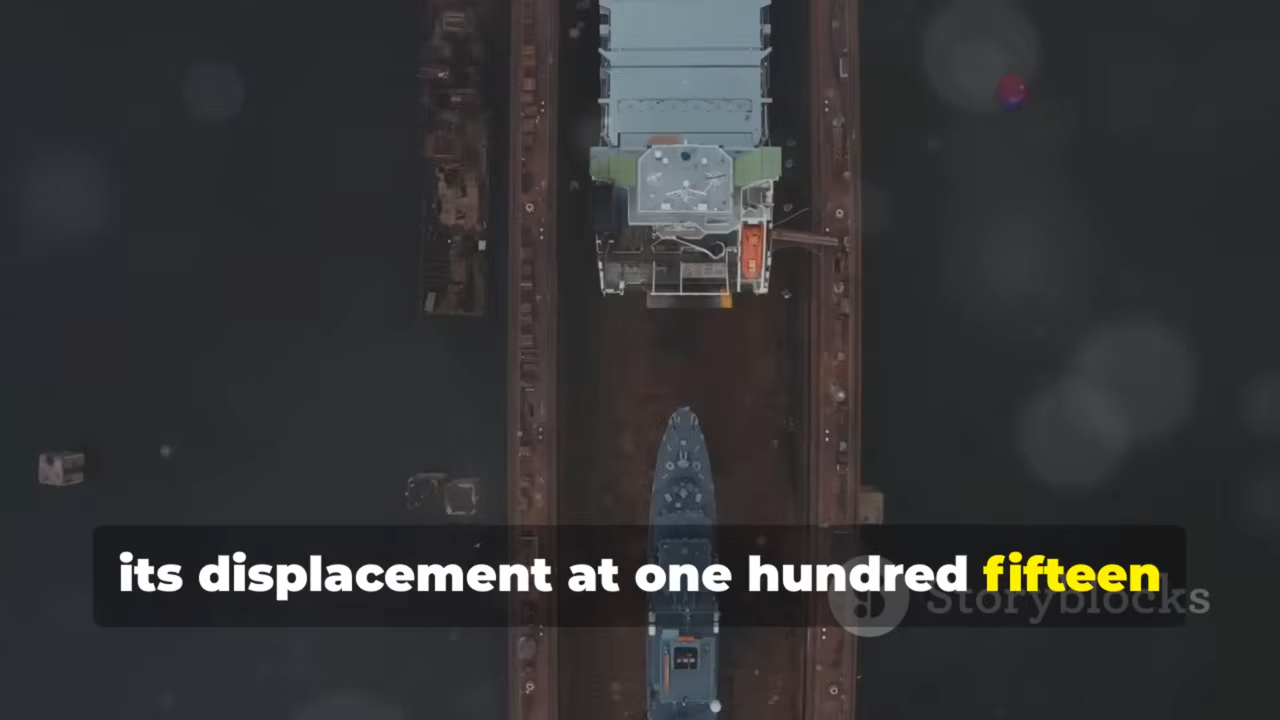 its displacement at one hundred fifteen
Storyblocks